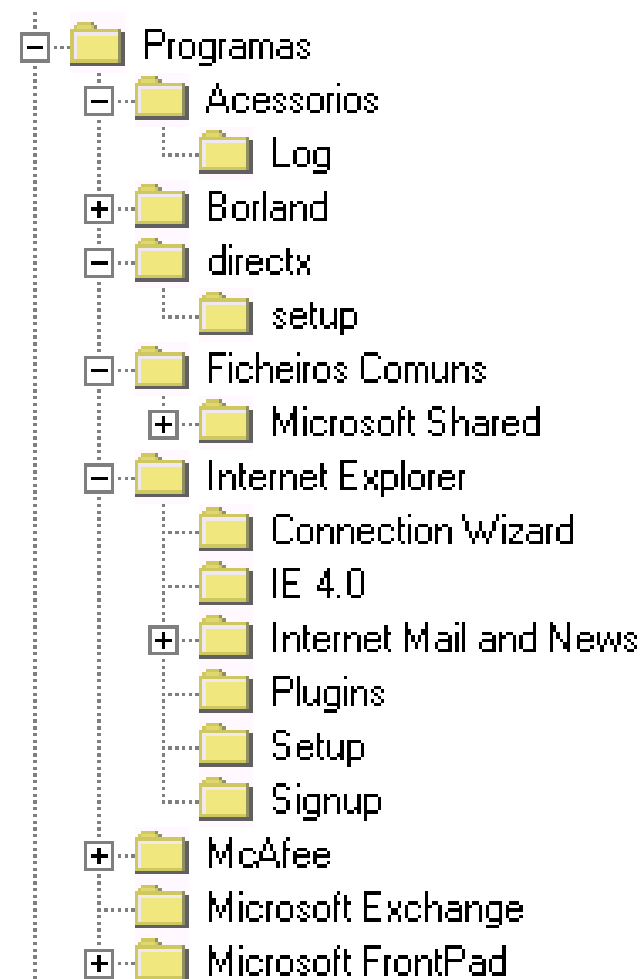 Programas
Acessorios
Log
Borland
directx
setup
Ficheiros Comuns
Microsoft Shared
Internet Explorer
Connection Wizard
IE 4.0
Internet Mail and News
Plugins
Setup
Signup
McAfee
Microsoft Exchange
Microsoft FrontPad